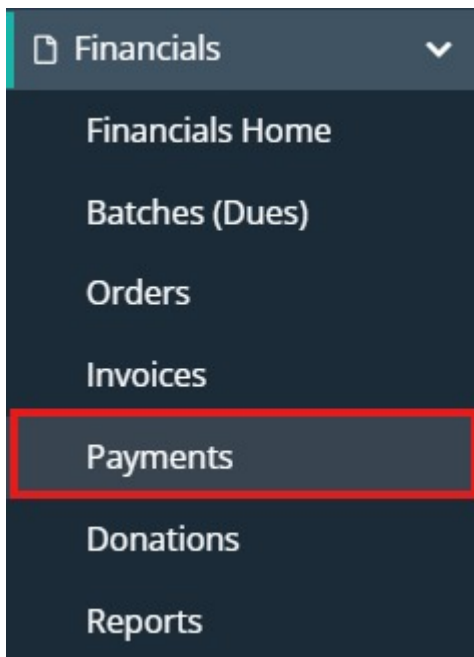 Financials
Financials Home
Batches (Dues)
Orders
Invoices
Payments
Donations
Reports